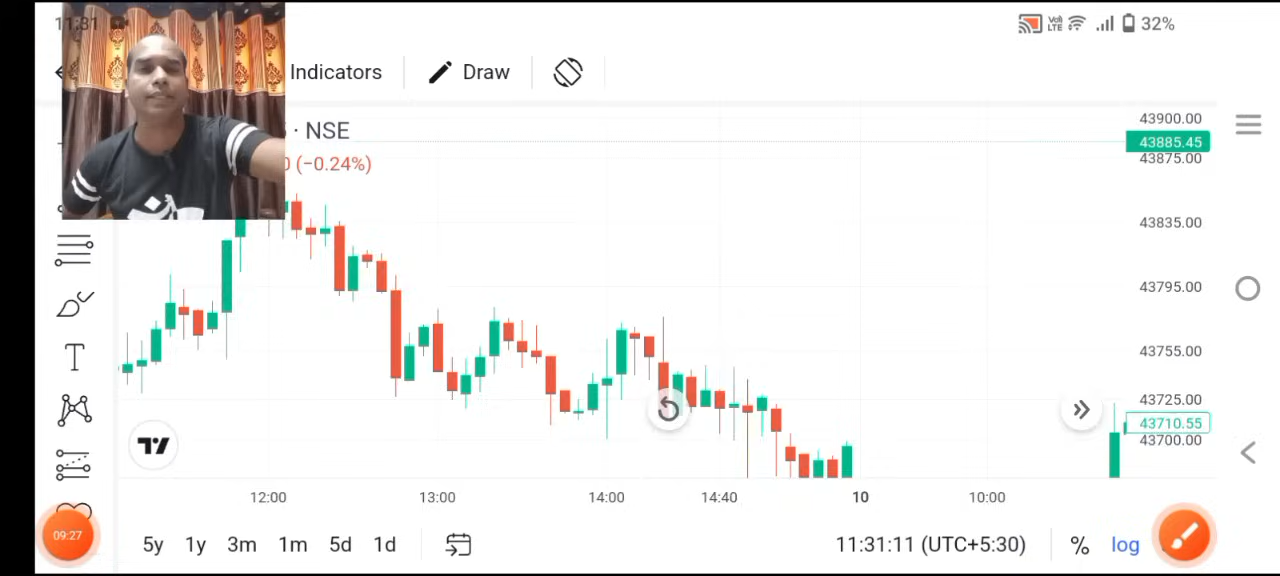 11:31
VoI)
LTE
32%
Indicators
Draw
· NSE
(−0.24%)
43900.00
43885.45
43875.00
43835.00
43795.00
43755.00
43725.00
43710.55
43700.00
T
12:00 13:00 14:00 14:40 10 10:00
09:27
5y 1y 3m 1m 5d 1d
11:31:11 (UTC+5:30)
%
log